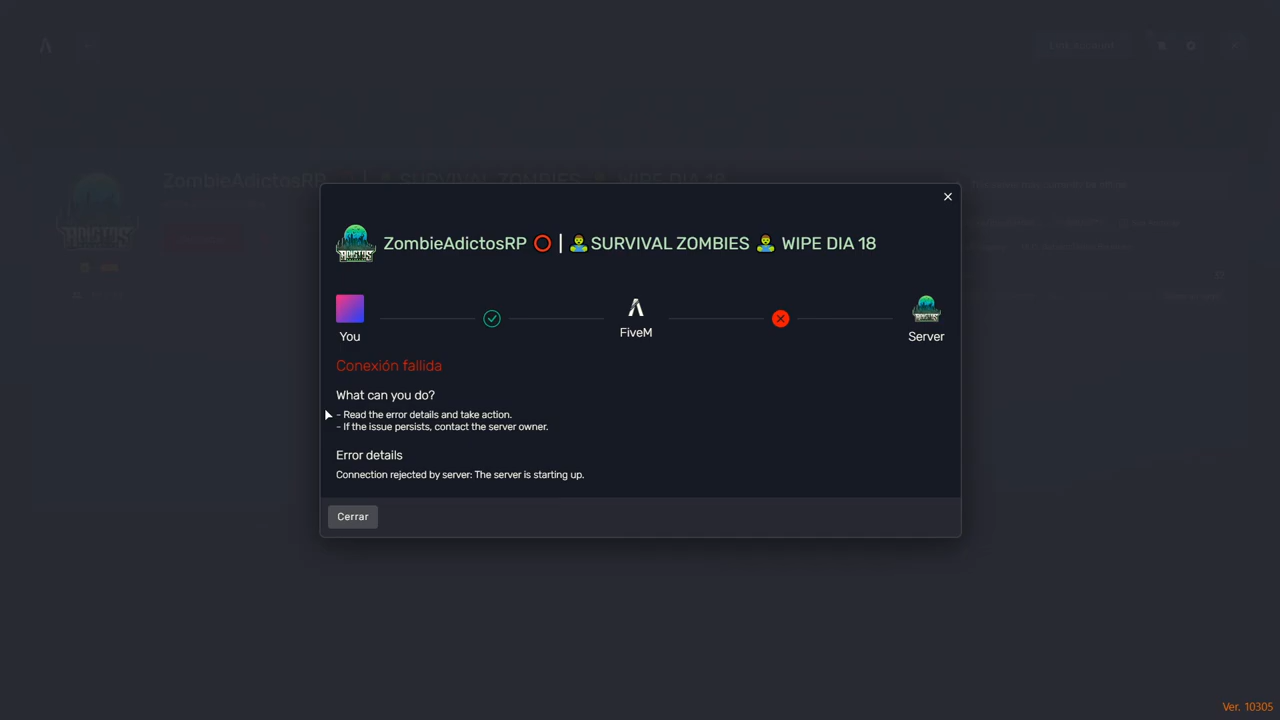 Link account
ZombieAdictosRP ⭕ | 🧟‍♂️SURVIVAL ZOMBIES 🧟‍♂️ WIPE DIA 18
You
FiveM
Server
Conexión fallida
What can you do?
- Read the error details and take action.
- If the issue persists, contact the server owner.
Error details
Connection rejected by server: The server is starting up.
Cerrar
Ver. 10305